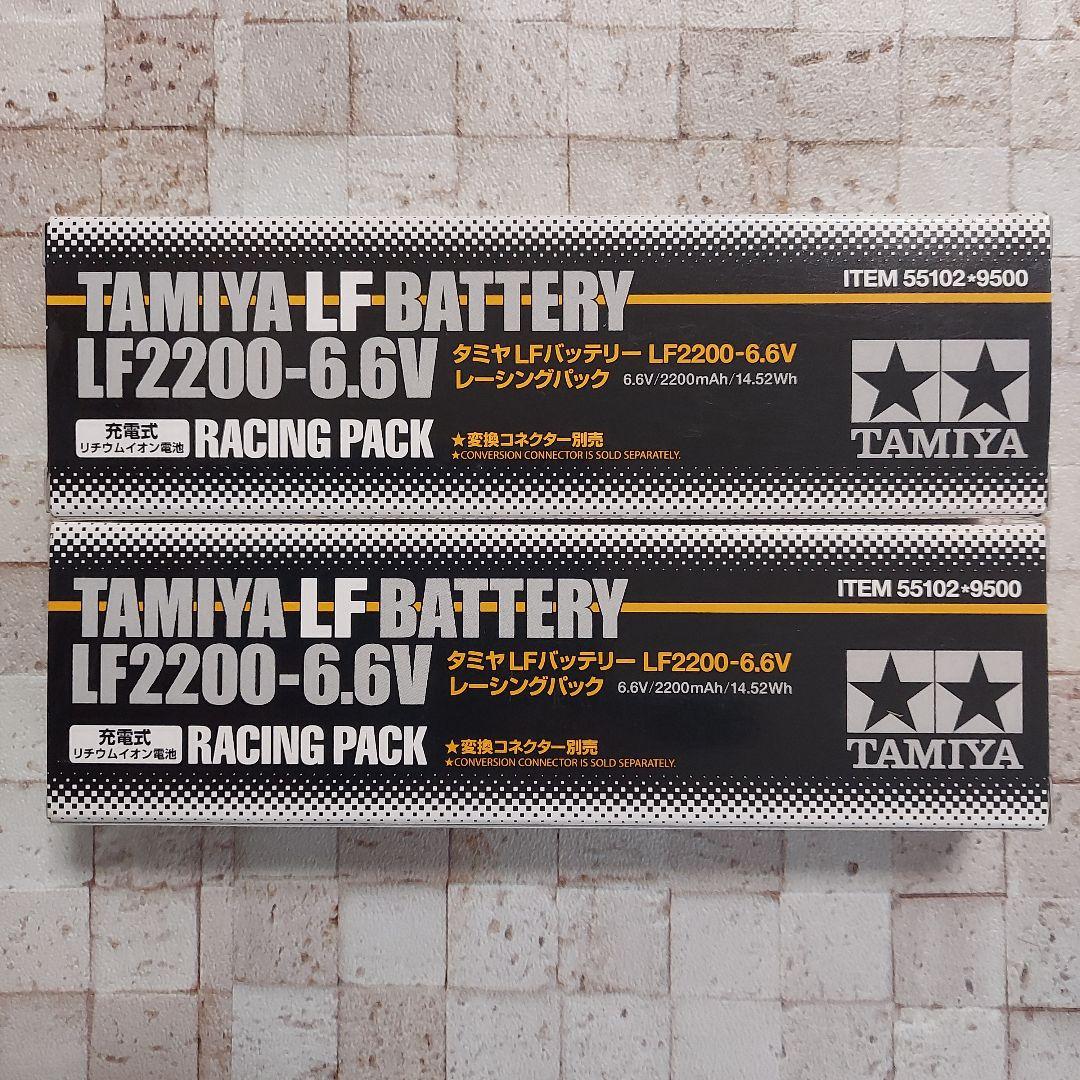 TAMIYA LF BATTERY
ITEM 55102*9500
LF2200-6.6V
タミヤ LFバッテリー LF2200-6.6V
レーシングパック 6.6V/2200mAh/14.52Wh
充電式
リチウムイオン電池
RACING PACK
★変換コネクター別売
★CONVERSION CONNECTOR IS SOLD SEPARATELY.
TAMIYA
TAMIYA LF BATTERY
ITEM 55102*9500
LF2200-6.6V
タミヤ LFバッテリー LF2200-6.6V
レーシングパック 6.6V/2200mAh/14.52Wh
充電式
リチウムイオン電池
RACING PACK
★変換コネクター別売
★CONVERSION CONNECTOR IS SOLD SEPARATELY.
TAMIYA